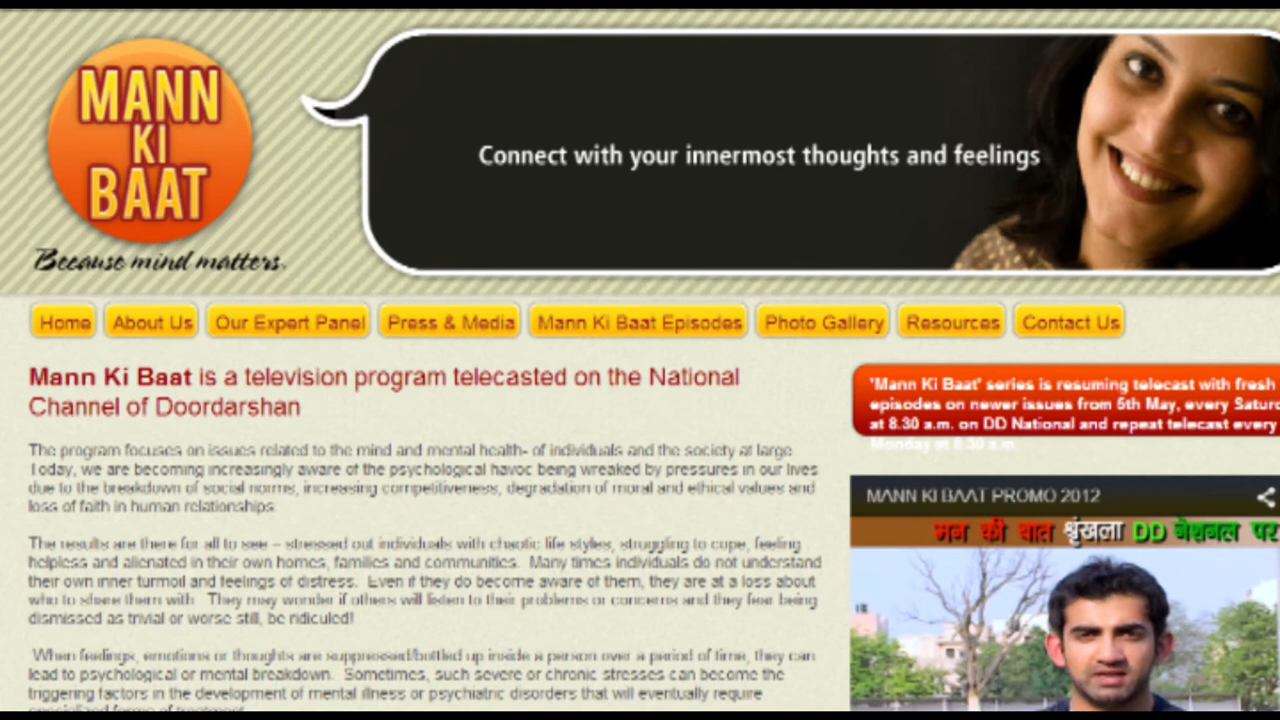 MANN
KI
BAAT
Because mind matters.
Connect with your innermost thoughts and feelings
Home About Us Our Expert Panel Press & Media Mann Ki Baat Episodes Photo Gallery Resources Contact Us
Mann Ki Baat is a television program telecasted on the National
Channel of Doordarshan
The program focuses on issues related to the mind and mental health- of individuals and the society at large
Today, we are becoming increasingly aware of the psychological havoc being wreaked by pressures in our lives
due to the breakdown of social norms, increasing competitiveness, degradation of moral and ethical values and
loss of faith in human relationships.
The results are there for all to see – stressed out individuals with chaotic life styles, struggling to cope, feeling
helpless and alienated in their own homes, families and communities. Many times individuals do not understand
their own inner turmoil and feelings of distress. Even if they do become aware of them, they are at a loss about
who to share them with. They may wonder if others will listen to their problems or concerns and they fear being
dismissed as trivial or worse still, be ridiculed!
When feelings, emotions or thoughts are suppressed/bottled up inside a person over a period of time, they can
lead to psychological or mental breakdown. Sometimes, such severe or chronic stresses can become the
triggering factors in the development of mental illness or psychiatric disorders that will eventually require
specialized forms of treatment.
'Mann Ki Baat' series is resuming telecast with fresh
episodes on newer issues from 5th May, every
at 8.30 a.m. on DD National and repeat telecast every
Monday at 8:30 a.m.
MANN KI BAAT PROMO 2012
मन की बात श्रृंखला DD नेशनल पर